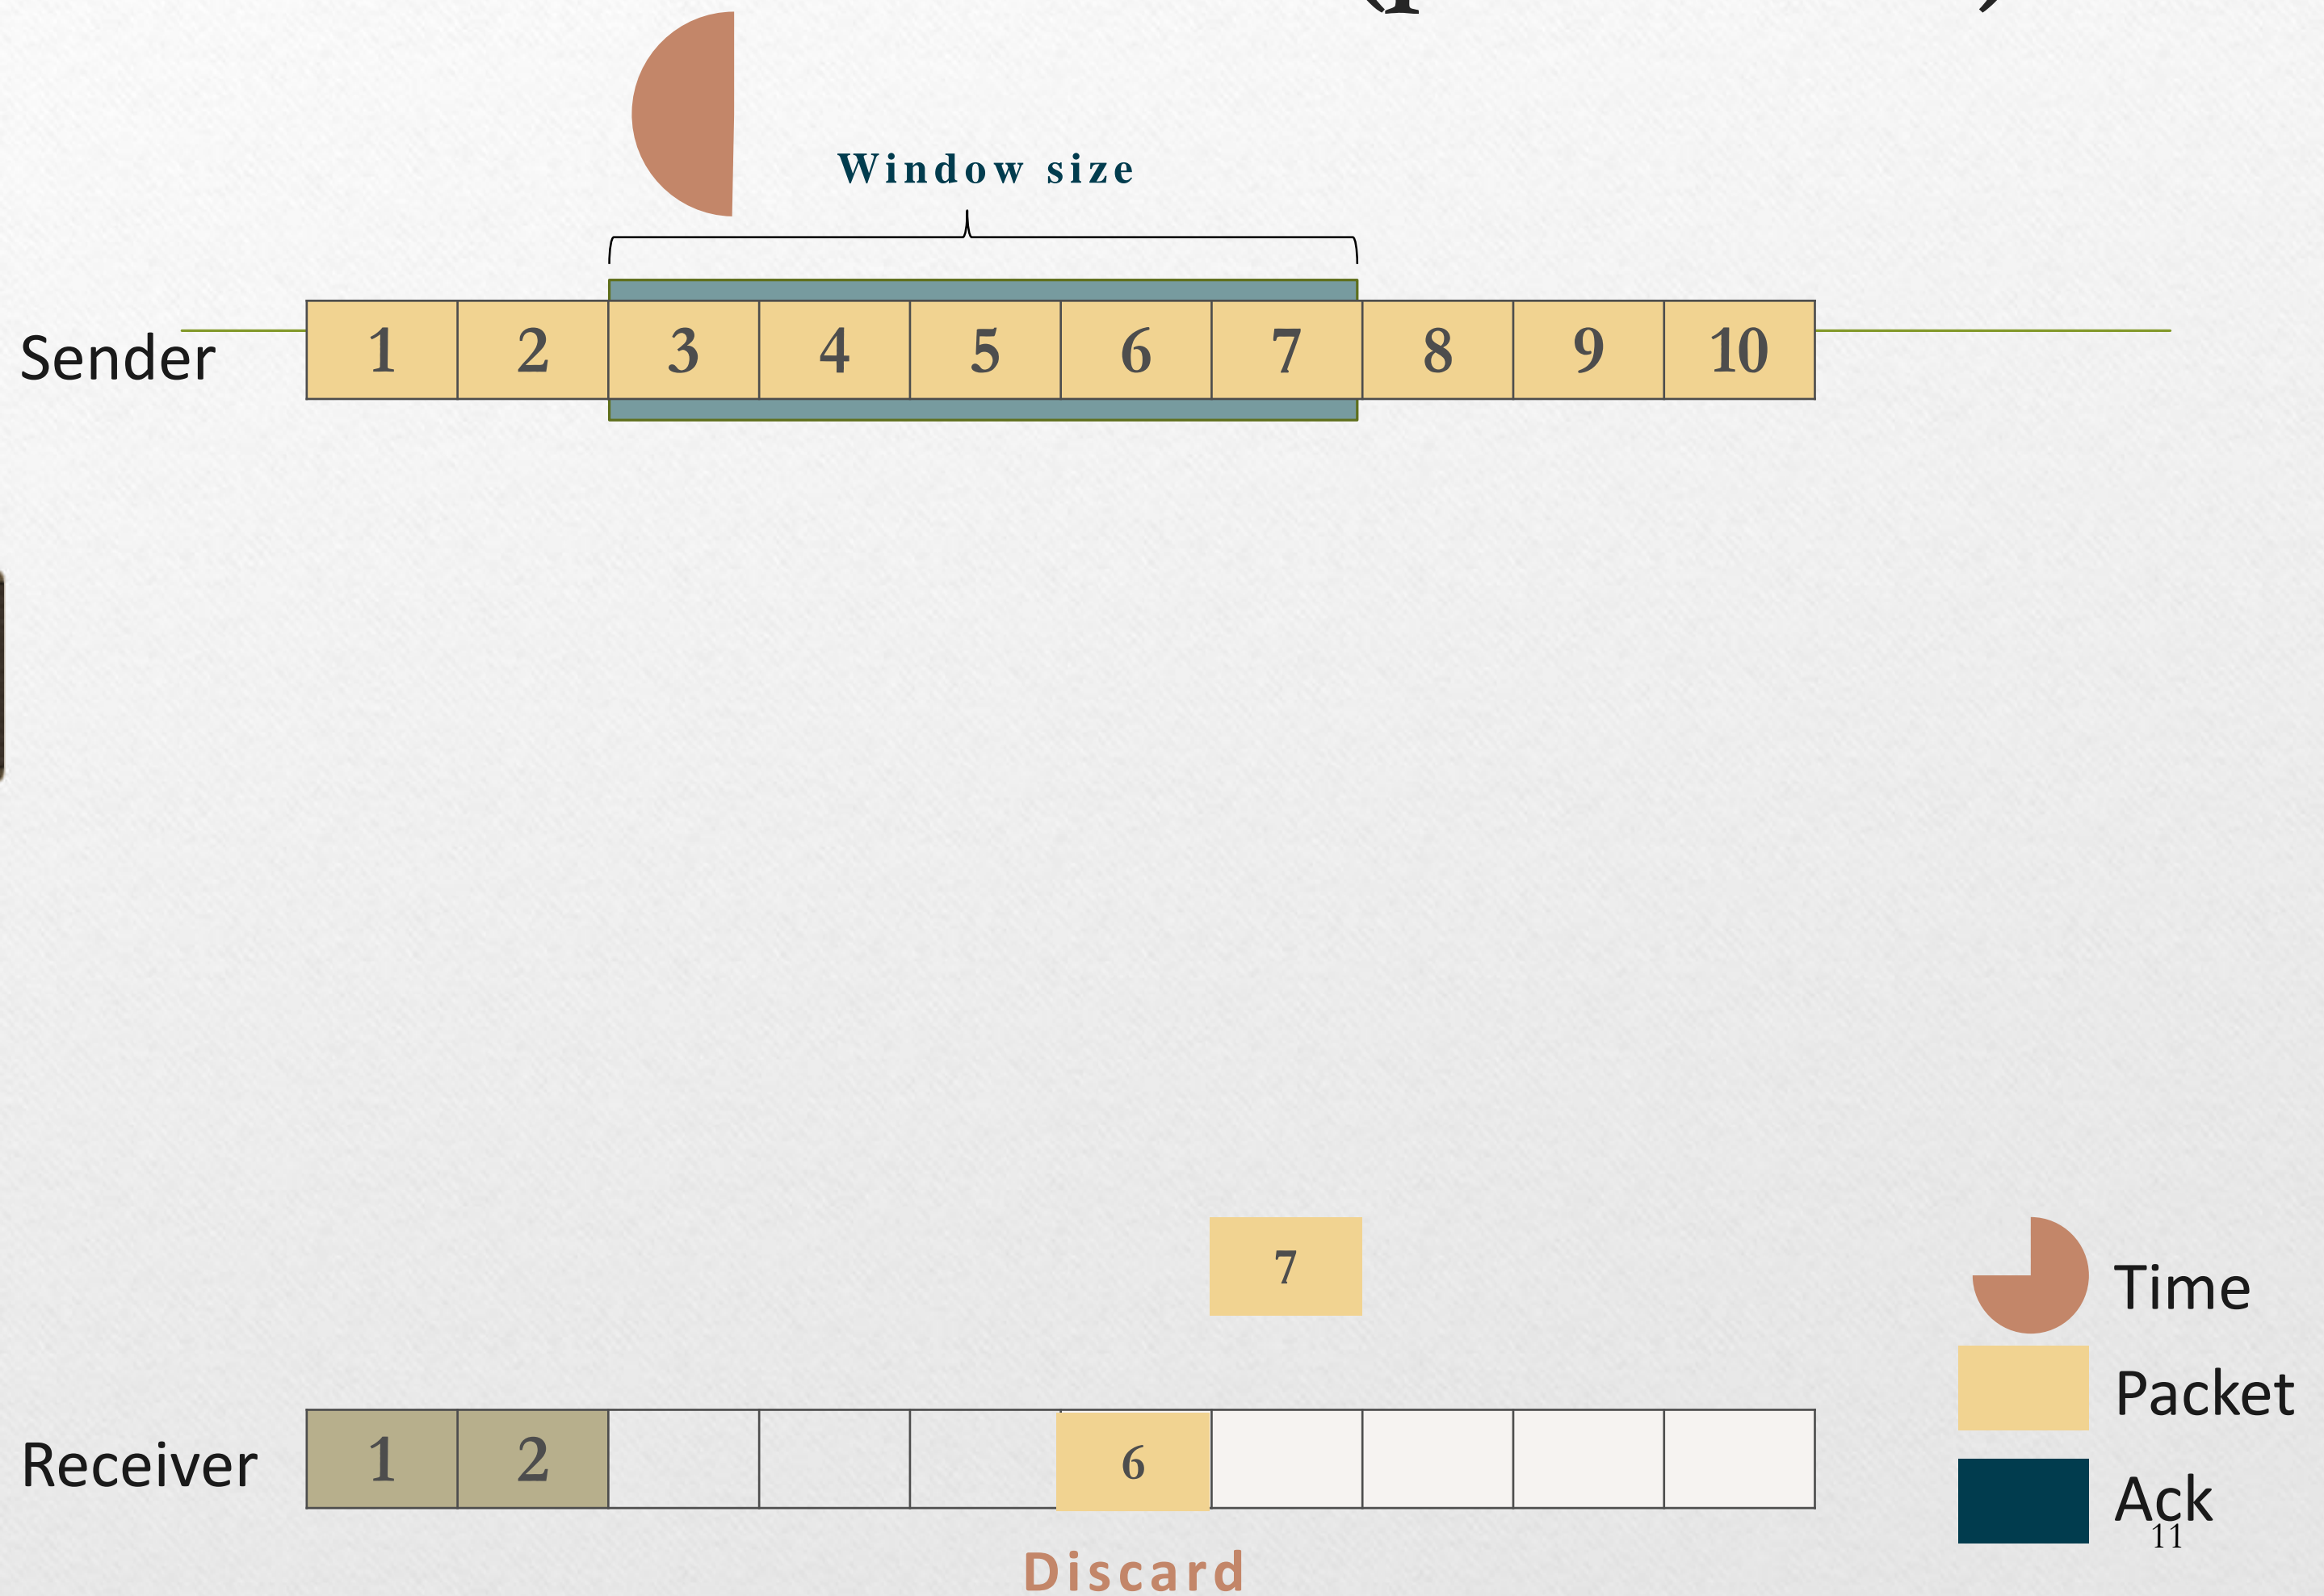 Window size
Sender
1 2 3 4 5 6 7 8 9 10
7
Time
Packet
Receiver
1 2 6
Ack
11
Discard